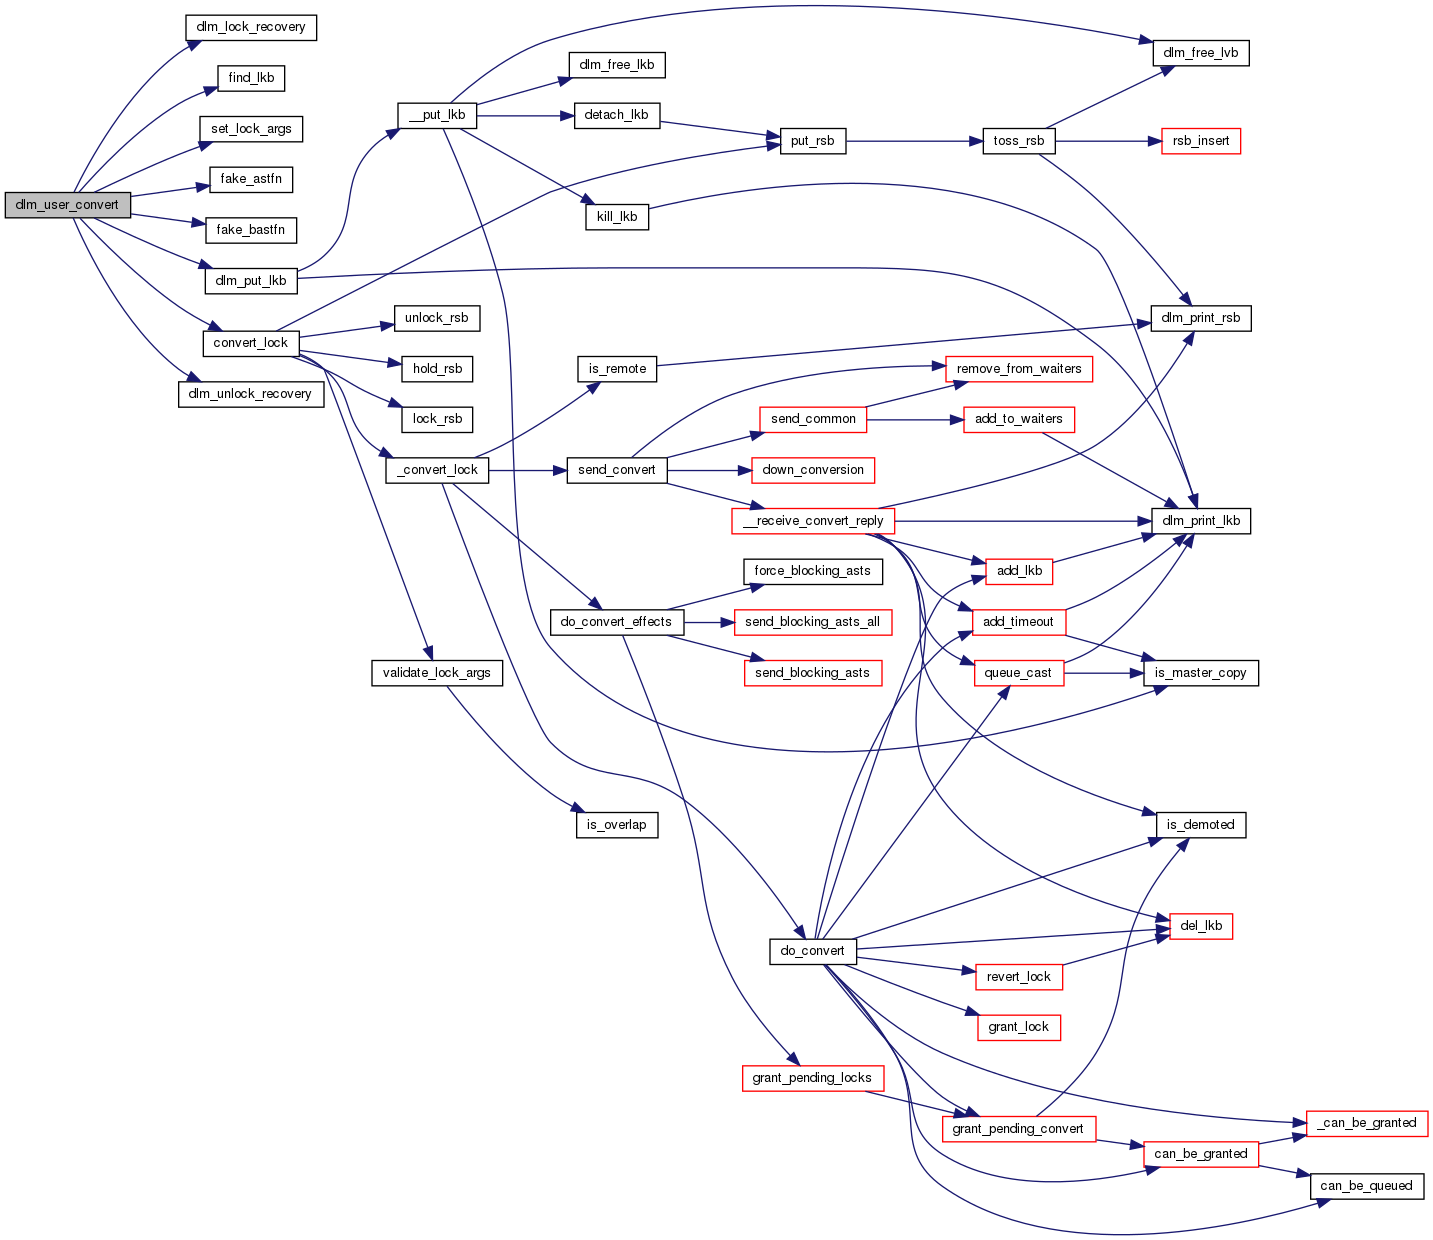 dlm_user_convert
dlm_lock_recovery
find_lkb
set_lock_args
fake_astfn
fake_bastfn
dlm_put_lkb
convert_lock
dlm_unlock_recovery
__put_lkb
unlock_rsb
hold_rsb
lock_rsb
_convert_lock
validate_lock_args
dlm_free_lkb
detach_lkb
kill_lkb
is_remote
send_convert
do_convert_effects
is_overlap
put_rsb
send_common
down_conversion
__receive_convert_reply
force_blocking_asts
send_blocking_asts_all
send_blocking_asts
do_convert
grant_pending_locks
toss_rsb
remove_from_waiters
add_to_waiters
add_lkb
add_timeout
queue_cast
revert_lock
grant_lock
grant_pending_convert
dlm_free_lvb
rsb_insert
dlm_print_rsb
dlm_print_lkb
is_master_copy
is_demoted
del_lkb
can_be_granted
_can_be_granted
can_be_queued